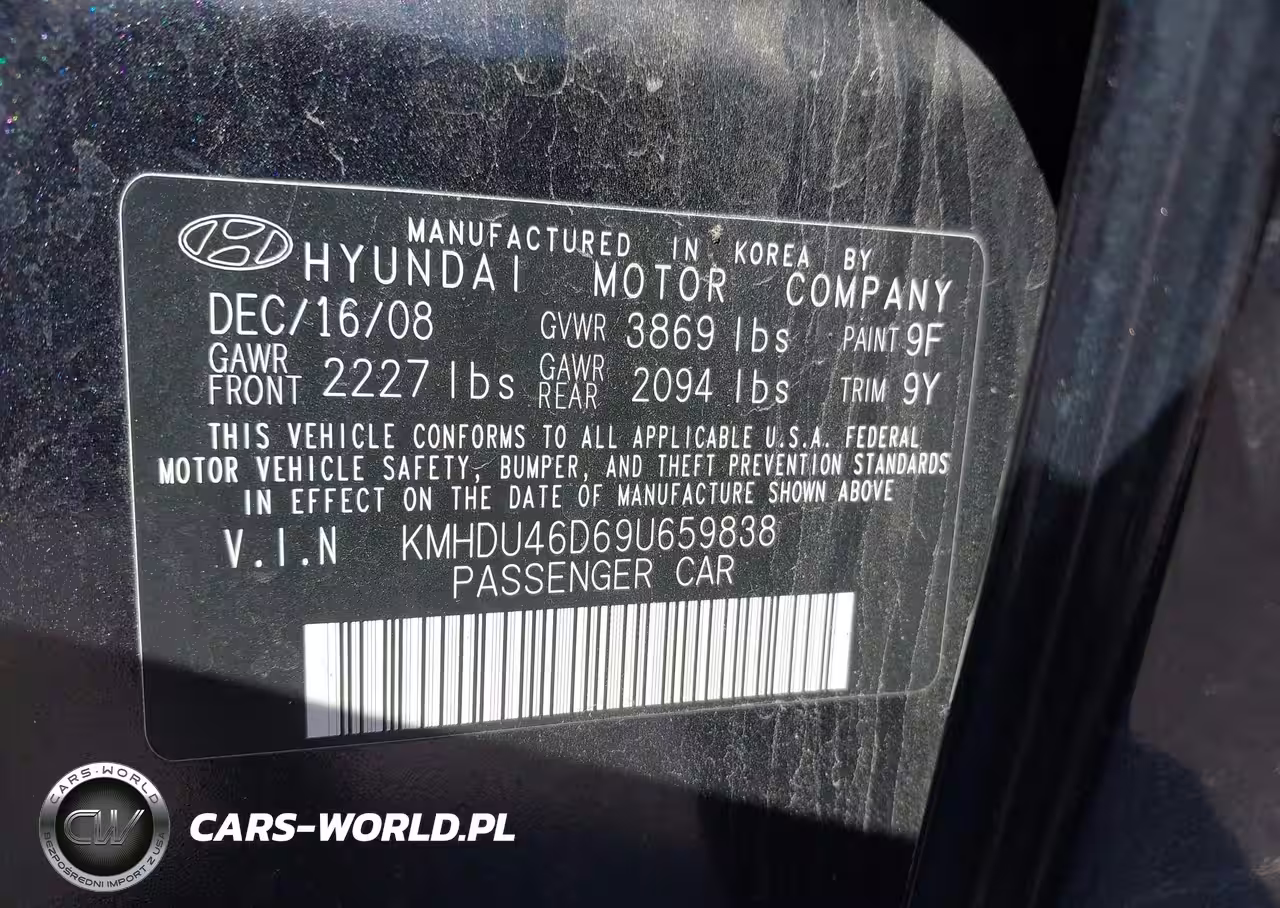 MANUFACTURED IN KOREA BY
HYUNDAI MOTOR COMPANY
DEC/16/08 GVWR 3869 lbs PAINT 9F
GAWR FRONT 2227 lbs GAWR REAR 2094 lbs TRIM 9Y
THIS VEHICLE CONFORMS TO ALL APPLICABLE U.S.A. FEDERAL
MOTOR VEHICLE SAFETY, BUMPER, AND THEFT PREVENTION STANDARDS
IN EFFECT ON THE DATE OF MANUFACTURE SHOWN ABOVE
V.I.N KMHDU46D69U659838
PASSENGER CAR
CARS-WORLD
CW
BEZPOŚREDNI IMPORT Z USA
CARS-WORLD.PL